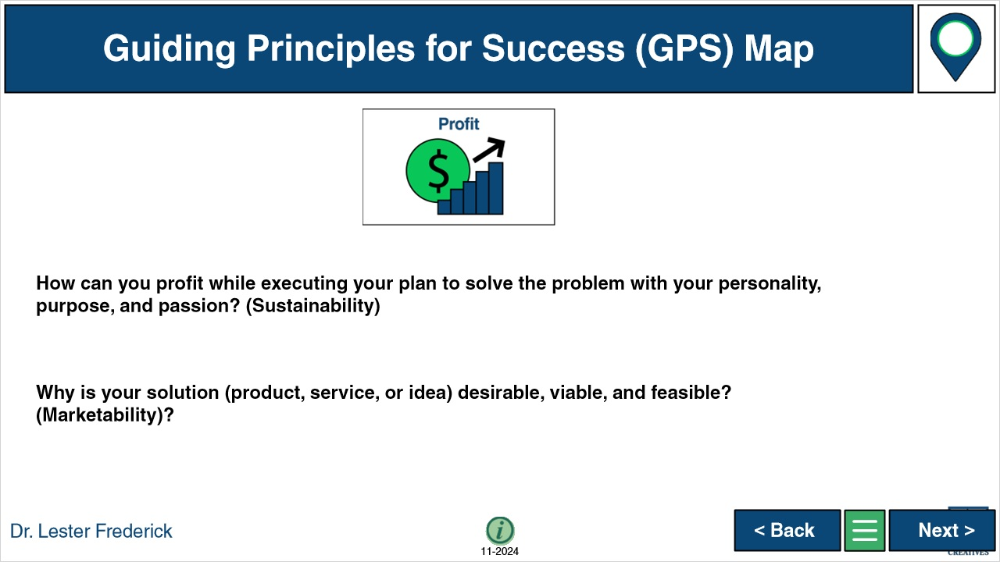 Guiding Principles for Success (GPS) Map
Profit
$
How can you profit while executing your plan to solve the problem with your personality,
purpose, and passion? (Sustainability)
Why is your solution (product, service, or idea) desirable, viable, and feasible?
(Marketability)?
Dr. Lester Frederick
i
11-2024
< Back
Next >
CREATIVES